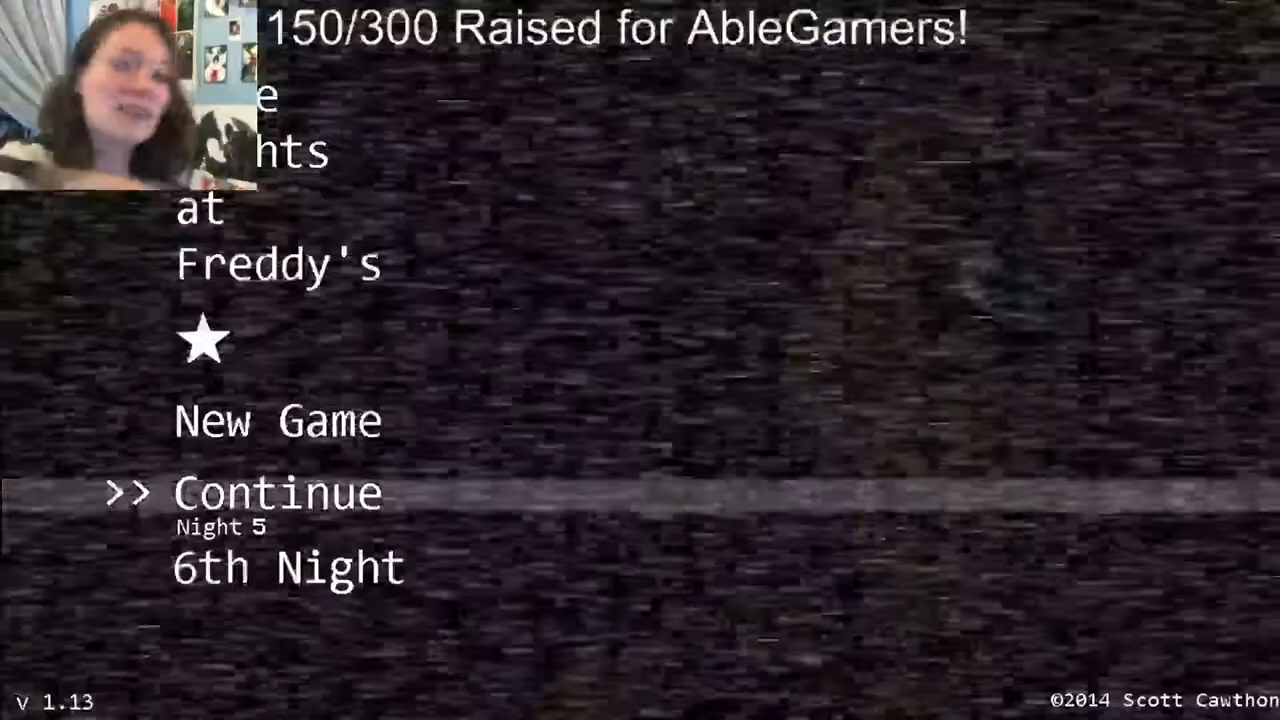 150/300 Raised for AbleGamers!
e
hts
at
Freddy's
New Game
>> Continue
Night 5
6th Night
v 1.13
©2014 Scott Cawthon